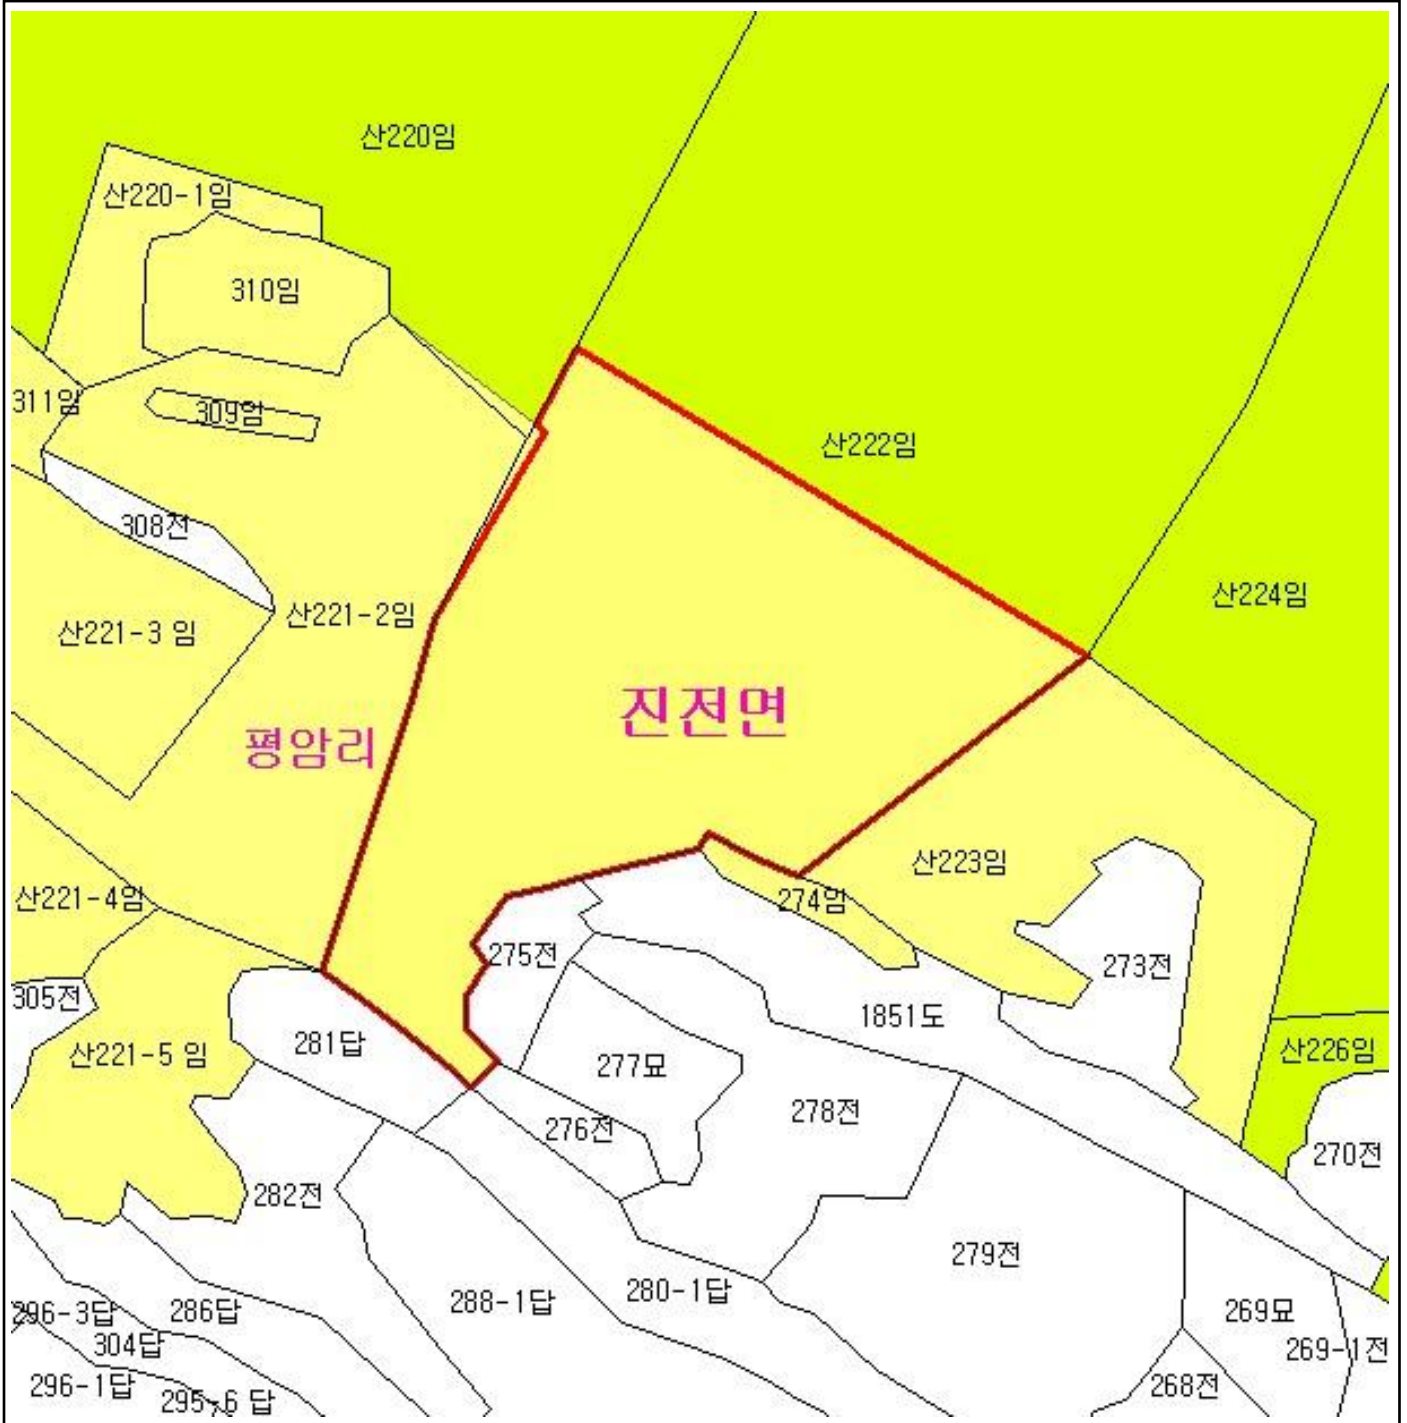 산220임
산220-1임
310임
311임
309임
산222임
308전
산224임
산221-2임
산221-3 임
진전면
평암리
산223임
산221-4임
274임
275전
273전
305전
1851도
281답
산226임
산221-5 임
277묘
278전
276전
270전
282전
279전
280-1답
288-1답
296-3답
286답
269묘
304답
269-1전
296-1답
268전
295-6 답